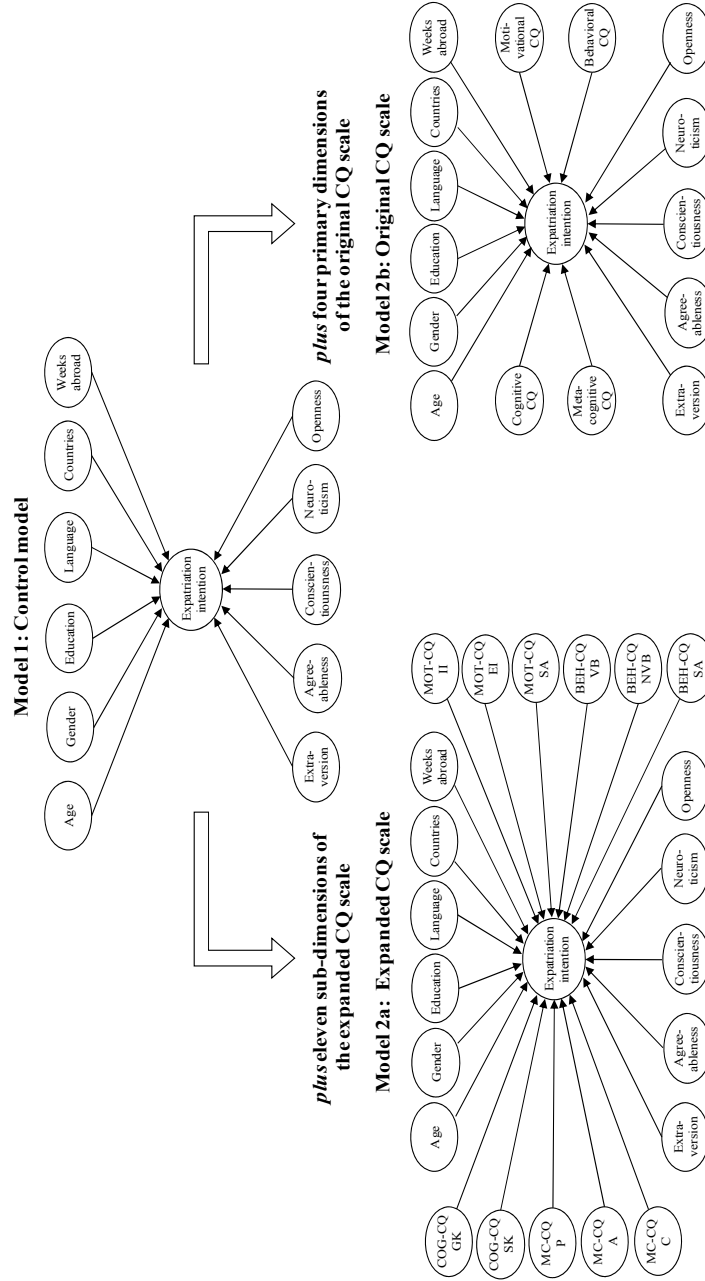 Model 1: Control model
Age
Gender
Education
Language
Countries
Weeks
abroad
Expatriation
intention
Extra-
version
Agree-
ableness
Conscien-
tiounsness
Neuro-
ticism
Openness
plus eleven sub-dimensions of
the expanded CQ scale
plus four primary dimensions
of the original CQ scale
Model 2a: Expanded CQ scale
Age
Gender
Education
Language
Countries
Weeks
abroad
COG-CQ
GK
COG-CQ
SK
MC-CQ
P
MC-CQ
A
MC-CQ
C
Expatriation
intention
MOT-CQ
II
MOT-CQ
EI
MOT-CQ
SA
BEH-CQ
VB
BEH-CQ
NVB
BEH-CQ
SA
Extra-
version
Agree-
ableness
Conscien-
tiousness
Neuro-
ticism
Openness
Model 2b: Original CQ scale
Age
Gender
Education
Language
Countries
Weeks
abroad
Cognitive
CQ
Meta-
cognitive
CQ
Expatriation
intention
Moti-
vational
CQ
Behavioral
CQ
Extra-
version
Agree-
ableness
Conscien-
tiousness
Neuro-
ticism
Openness